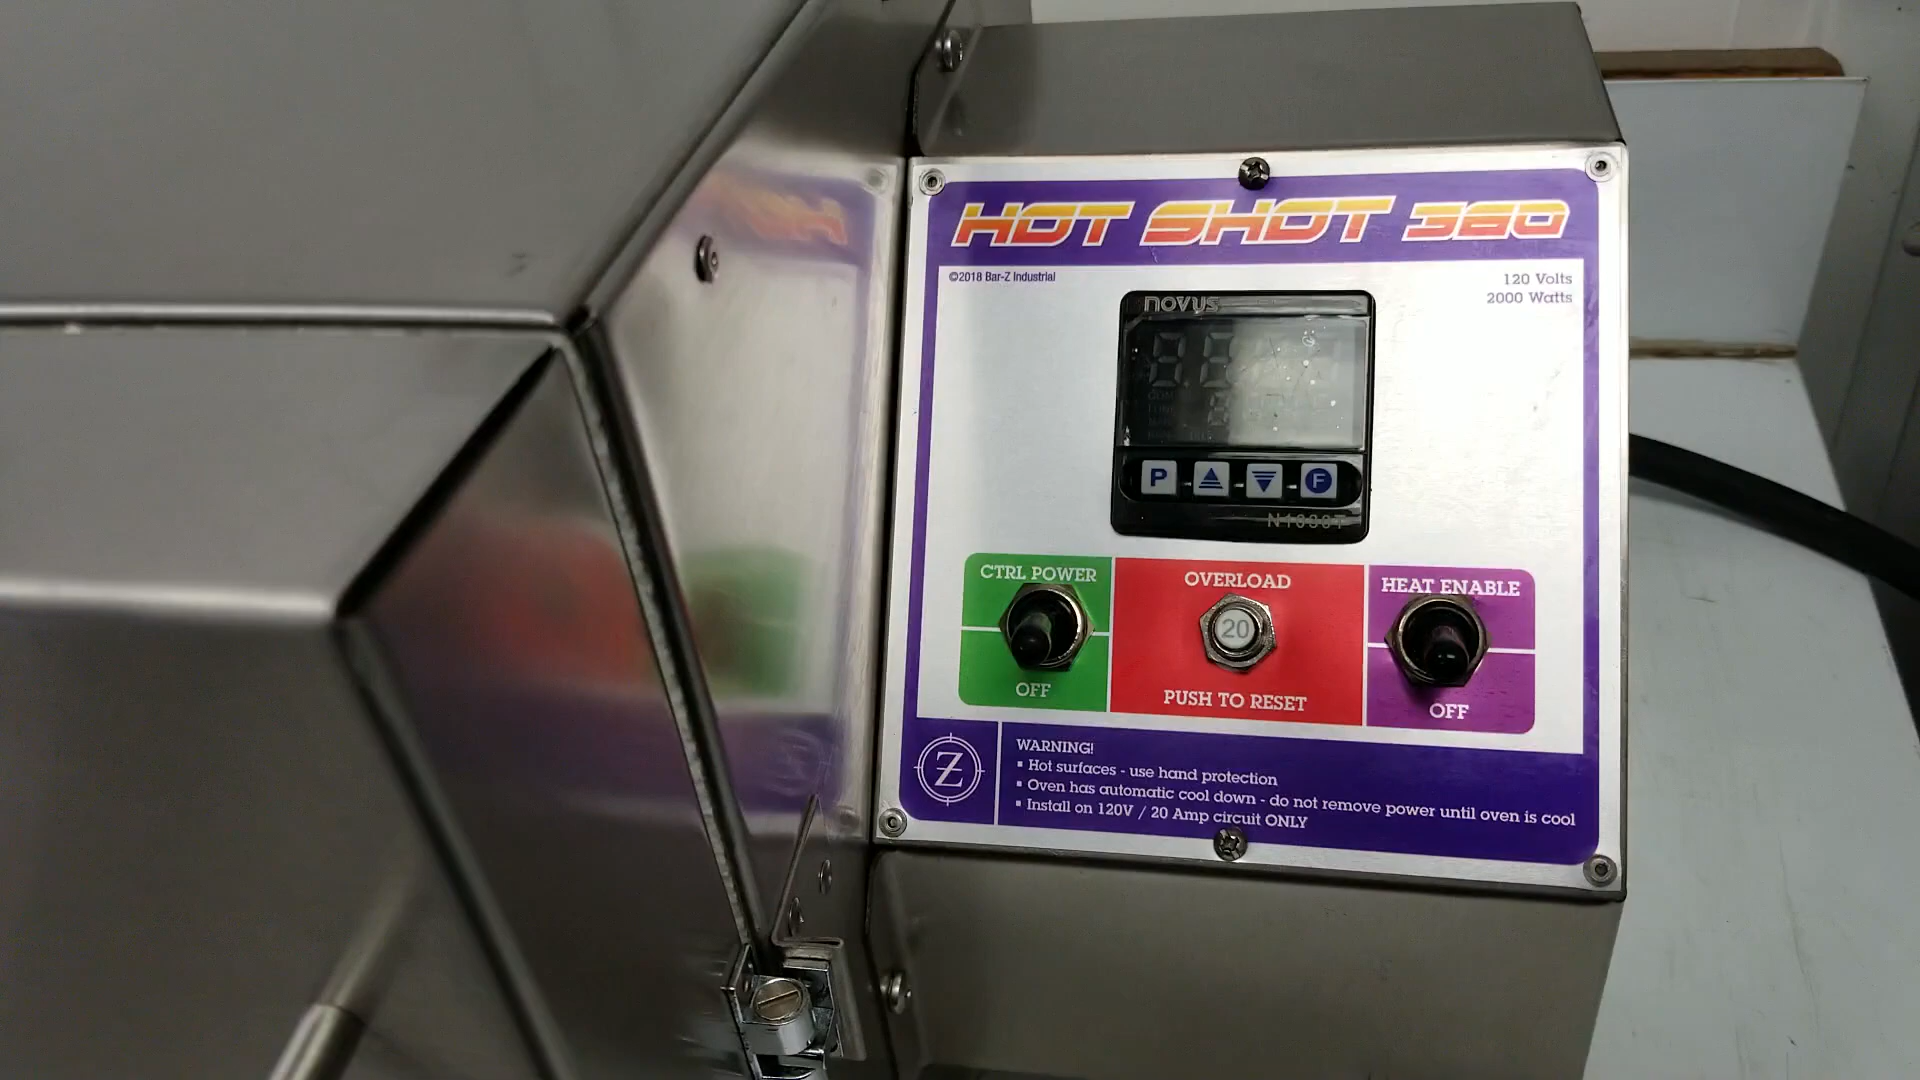 HOT SHOT 360
©2018 Bar-Z Industrial
120 Volts
2000 Watts
novus
P
F
N1030T
CTRL POWER
OFF
OVERLOAD
20
PUSH TO RESET
HEAT ENABLE
OFF
Z
WARNING!
▪ Hot surfaces - use hand protection
▪ Oven has automatic cool down - do not remove power until oven is cool
▪ Install on 120V / 20 Amp circuit ONLY